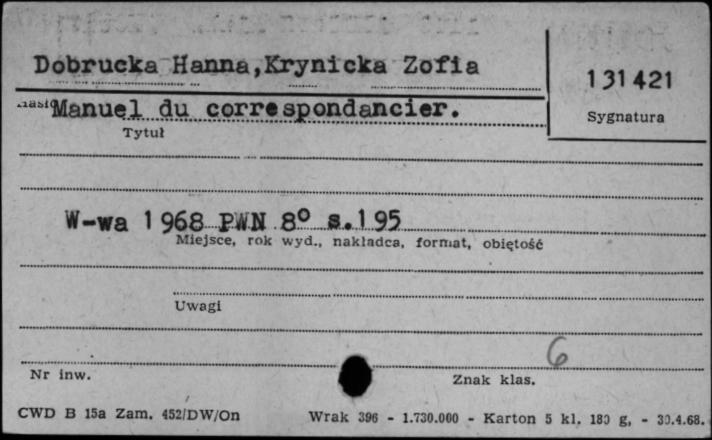 Dobrucka Hanna, Krynicka Zofia
131421
Sygnatura
Manuel du correspondancier.
Tytuł
W-wa 1968 PWN 8° s.195
Miejsce, rok wyd., nakładca, format, objętość
Uwagi
6
Nr inw.
Znak klas.
CWD B 15a Zam. 452/DW/On Wrak 396 - 1.730.000 - Karton 5 kl. 180 g. - 30.4.68.